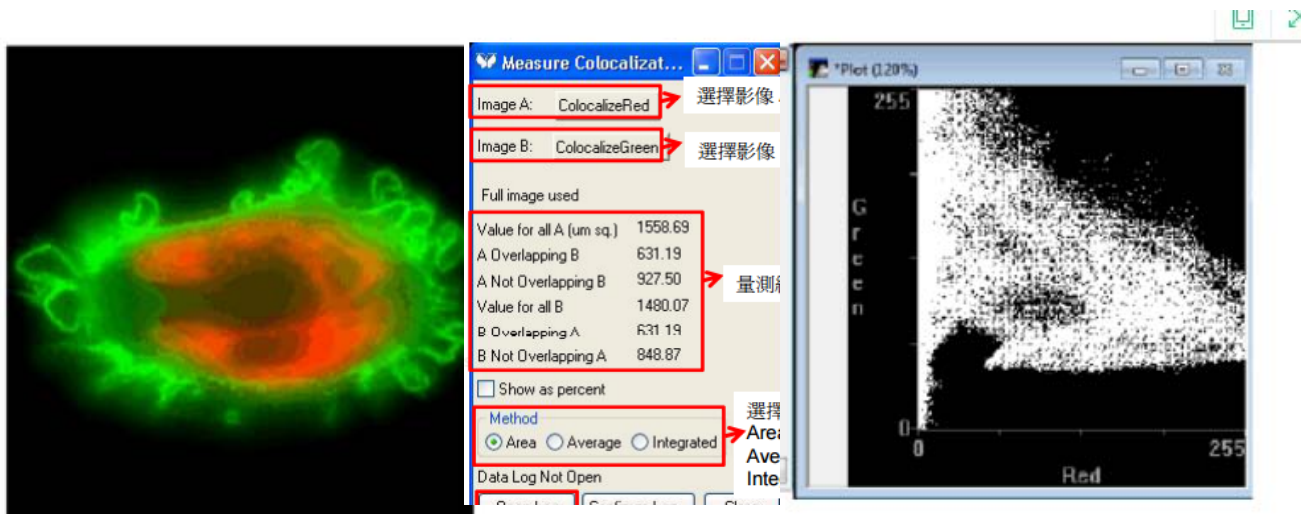 Measure Colocalizat...
Image A: ColocalizeRed
選擇影像
Image B: ColocalizeGreen
選擇影像
Full image used
Value for all A (um sq.) 1558.69
A Overlapping B 631.19
A Not Overlapping B 927.50
Value for all B 1480.07
B Overlapping A 631.19
B Not Overlapping A 848.87
量測
Show as percent
Method
Area Average Integrated
選擇
Area
Ave
Inte
Data Log Not Open
*Plot (120%)
255
Green
0
0
255
Red